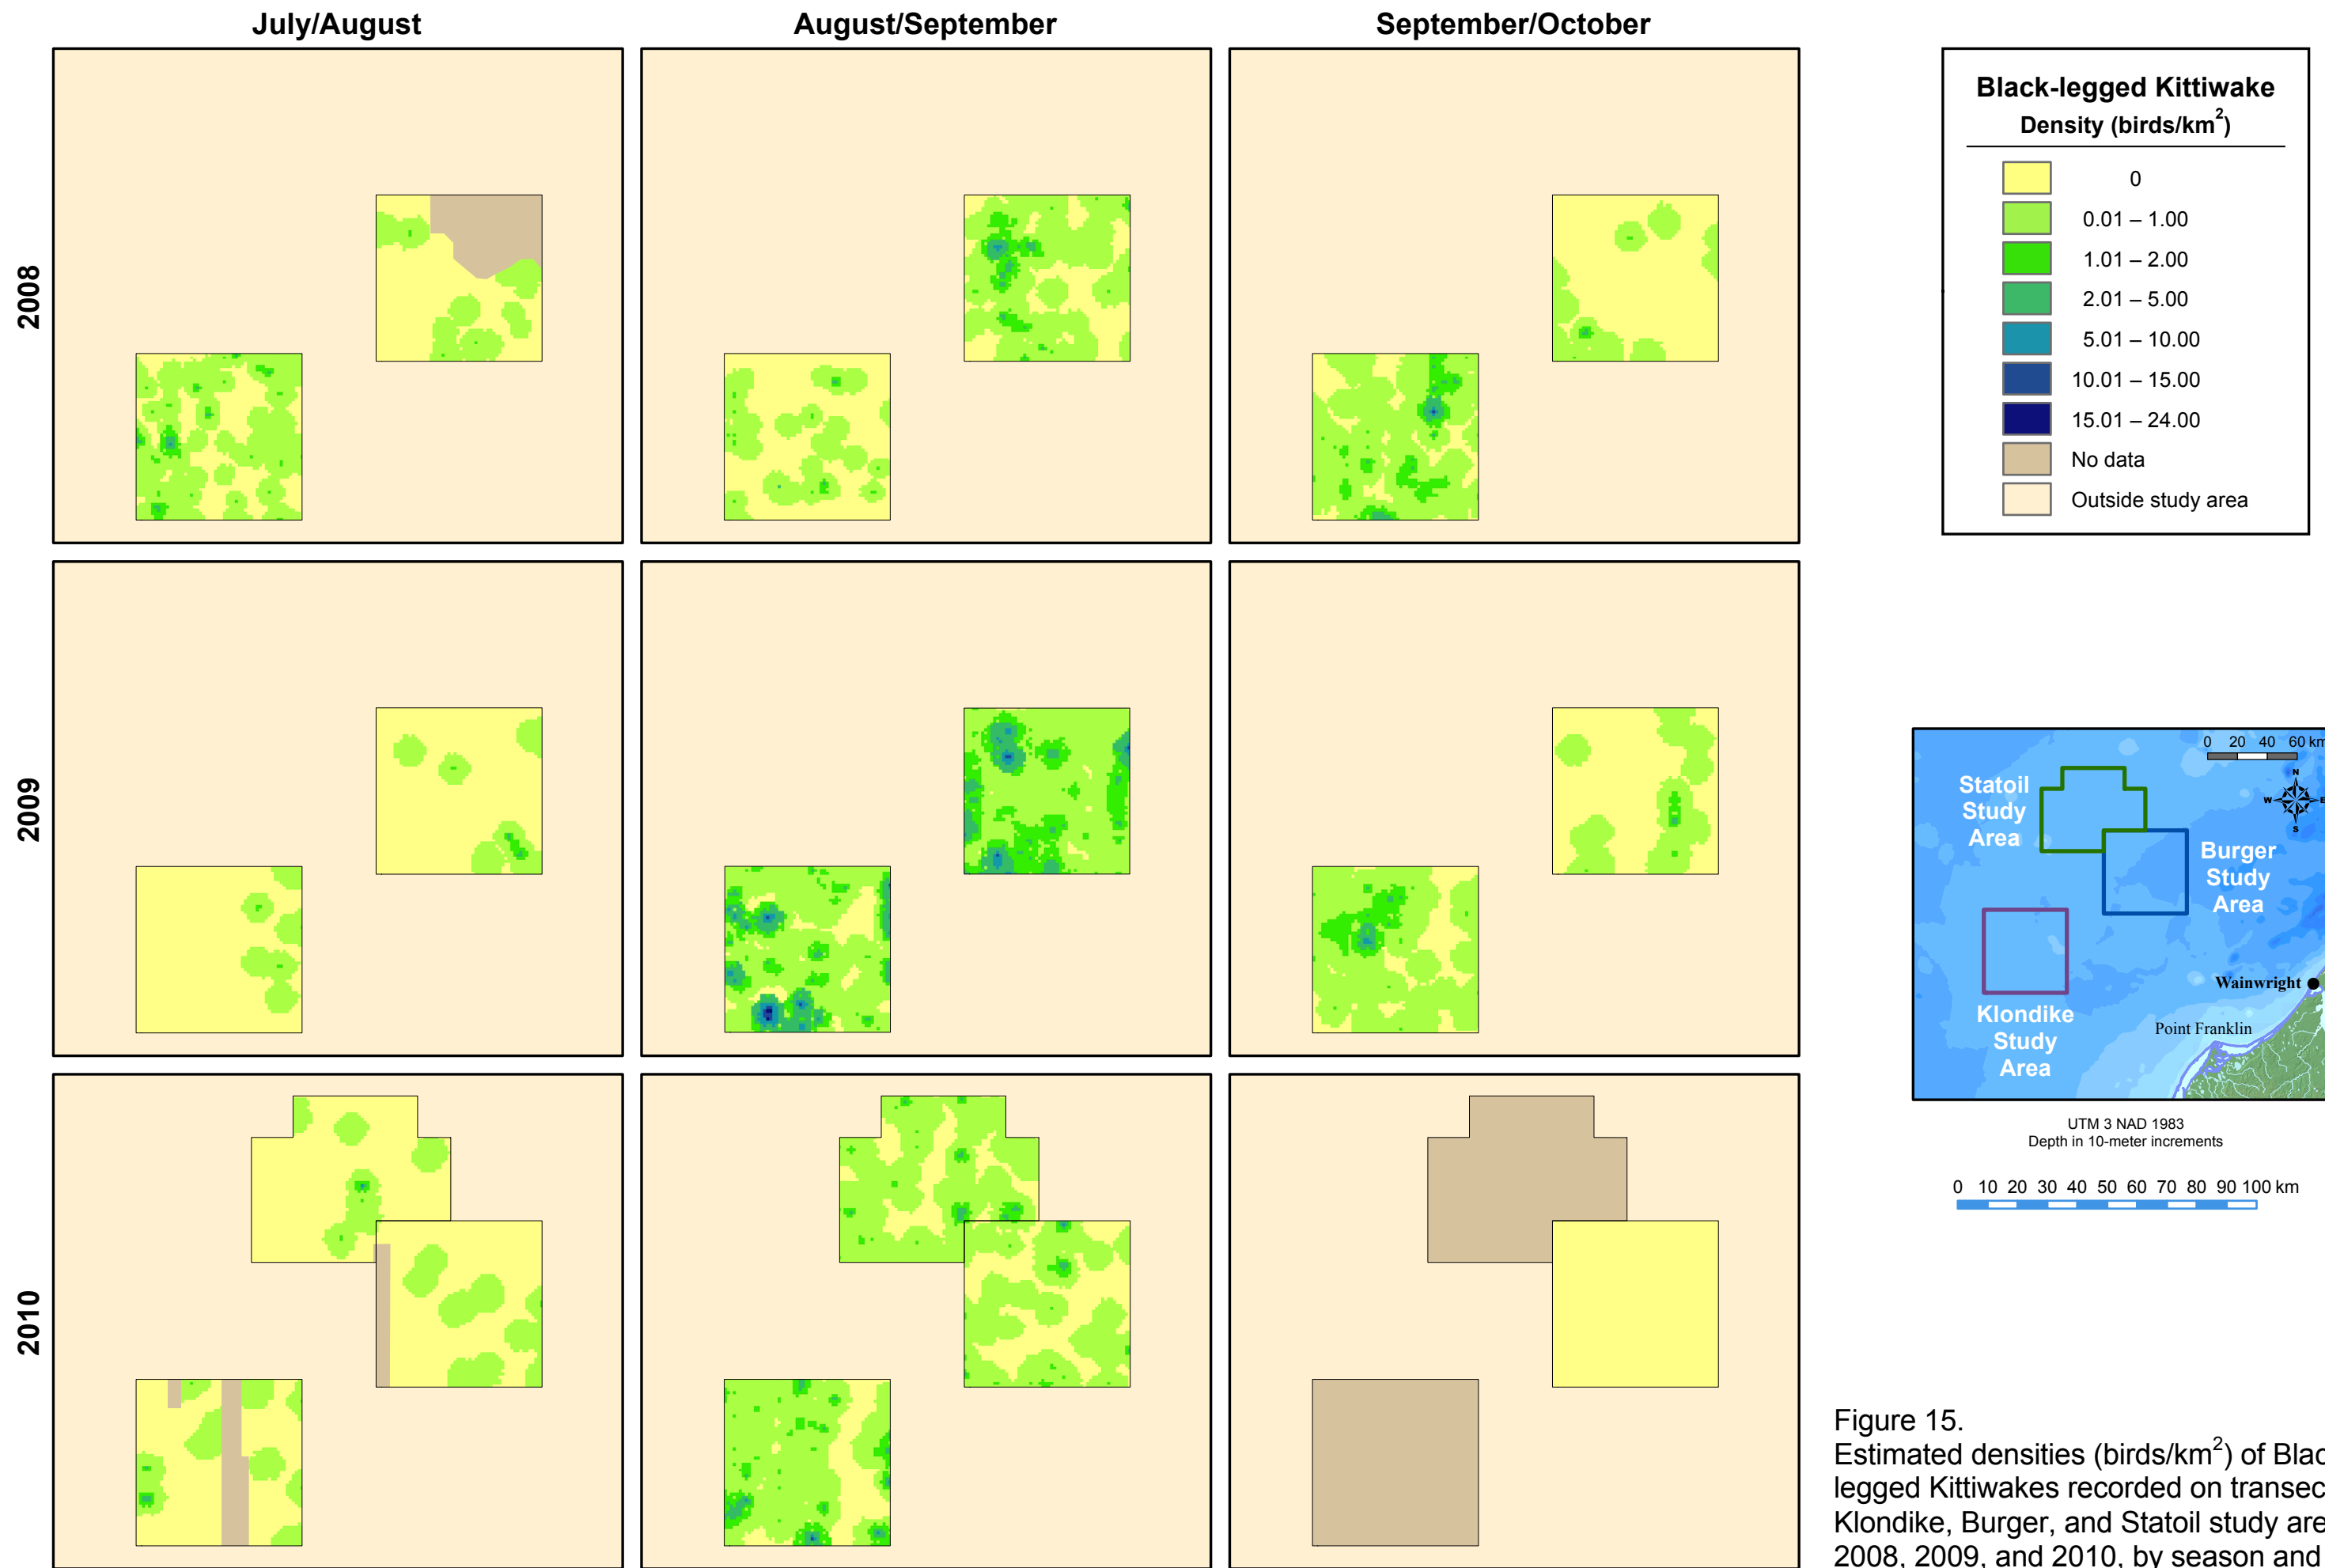 July/August
August/September
September/October
2008
2009
2010
Black-legged Kittiwake
Density (birds/km²)
0
0.01 – 1.00
1.01 – 2.00
2.01 – 5.00
5.01 – 10.00
10.01 – 15.00
15.01 – 24.00
No data
Outside study area
0 20 40 60 km
N
W E
S
Statoil
Study
Area
Burger
Study
Area
Klondike
Study
Area
Wainwright
Point Franklin
UTM 3 NAD 1983
Depth in 10-meter increments
0 10 20 30 40 50 60 70 80 90 100 km
Figure 15.
Estimated densities (birds/km²) of
legged Kittiwakes recorded on
Klondike, Burger, and Statoil study
2008, 2009, and 2010, by season and